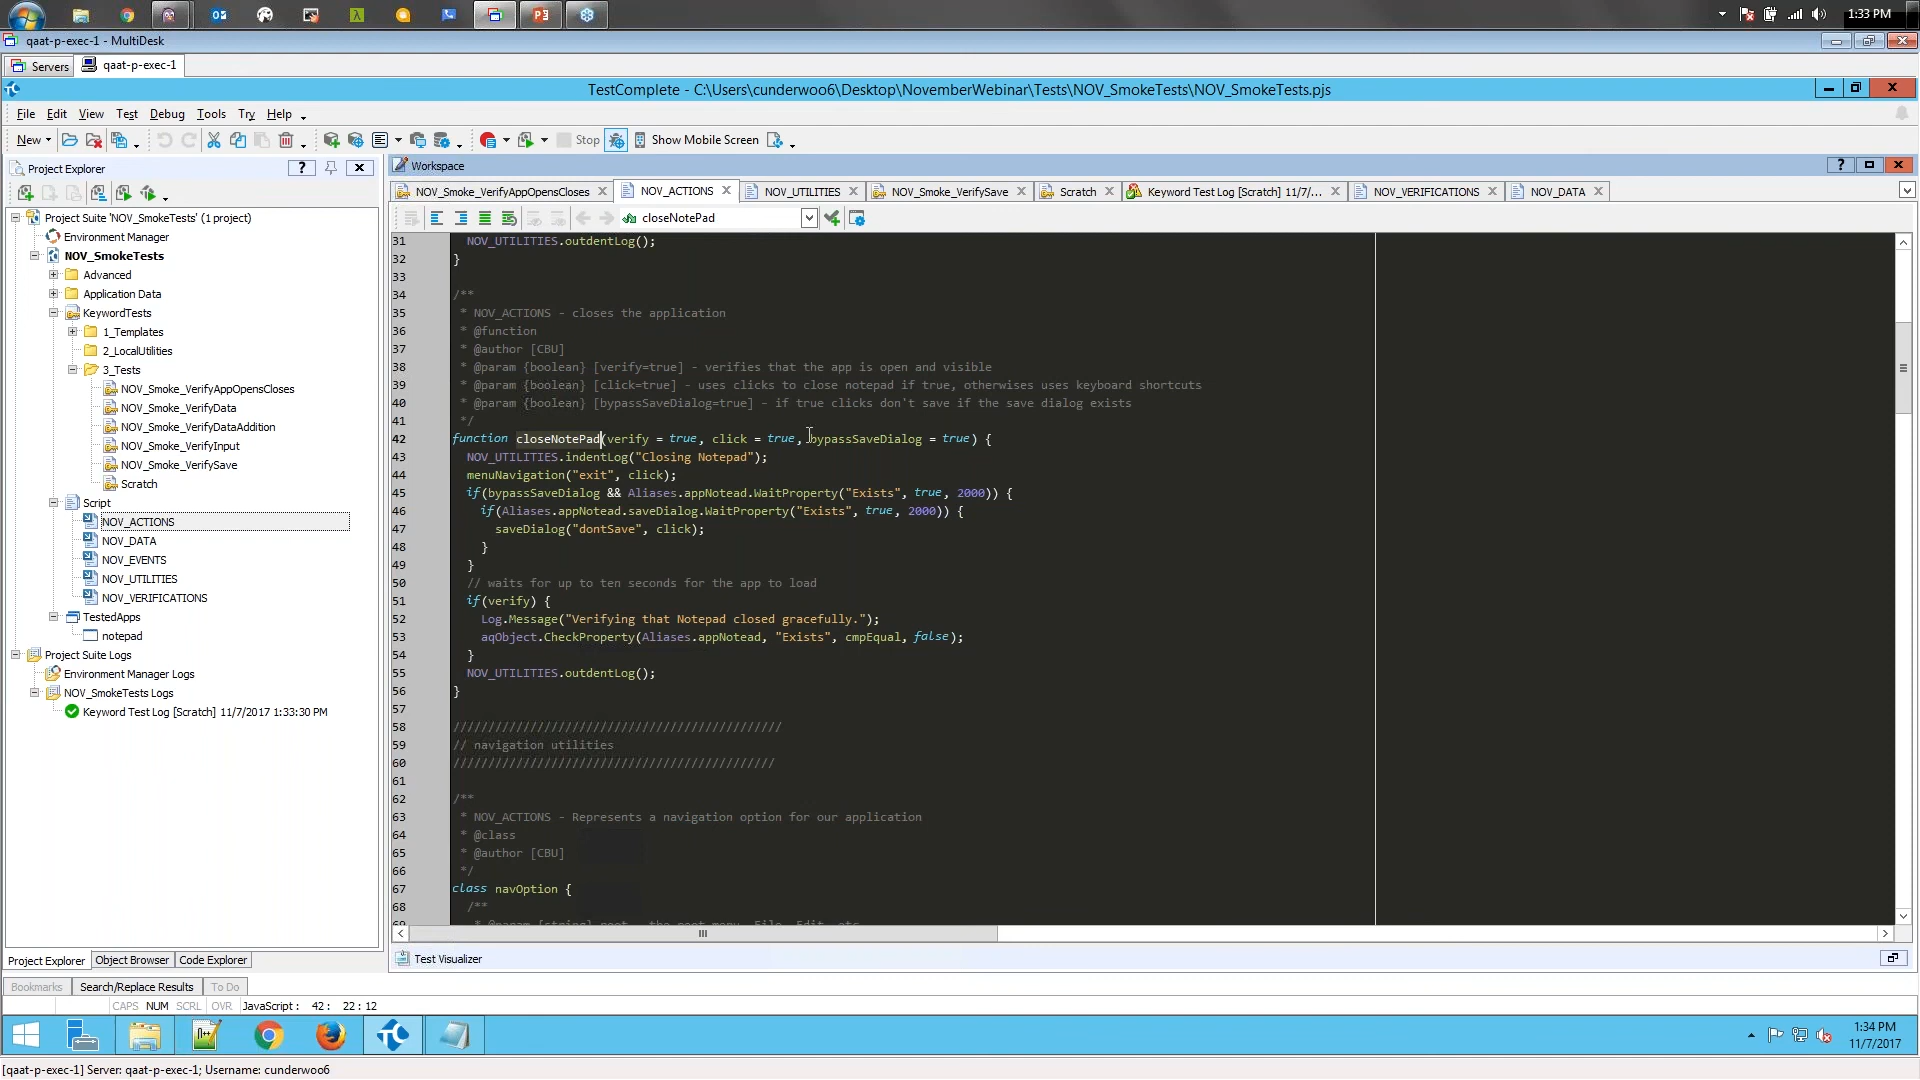 1:33 PM
qaat-p-exec-1 - MultiDesk
Servers
qaat-p-exec-1
TestComplete - C:\Users\cunderwoo6\Desktop\NovemberWebinar\Tests\NOV_SmokeTests\NOV_SmokeTests.pjs
File Edit View Test Debug Tools Try Help
New
Stop
Show Mobile Screen
Project Explorer
Workspace
NOV_Smoke_VerifyAppOpensCloses
NOV_ACTIONS
NOV_UTILITIES
NOV_Smoke_VerifySave
Scratch
Keyword Test Log [Scratch] 11/7/...
NOV_VERIFICATIONS
NOV_DATA
closeNotePad
Project Suite 'NOV_SmokeTests' (1 project)
Environment Manager
NOV_SmokeTests
Advanced
Application Data
KeywordTests
1_Templates
2_LocalUtilities
3_Tests
NOV_Smoke_VerifyAppOpensCloses
NOV_Smoke_VerifyData
NOV_Smoke_VerifyDataAddition
NOV_Smoke_VerifyInput
NOV_Smoke_VerifySave
Scratch
Script
NOV_ACTIONS
NOV_DATA
NOV_EVENTS
NOV_UTILITIES
NOV_VERIFICATIONS
TestedApps
notepad
Project Suite Logs
Environment Manager Logs
NOV_SmokeTests Logs
Keyword Test Log [Scratch] 11/7/2017 1:33:30 PM
31 NOV_UTILITIES.outdentLog();
32 }
33
34 /**
35 * NOV_ACTIONS - closes the application
36 * @function
37 * @author [CBU]
38 * @param {boolean} [verify=true] - verifies that the app is open and visible
39 * @param {boolean} [click=true] - uses clicks to close notepad if true, otherwises uses keyboard shortcuts
40 * @param {boolean} [bypassSaveDialog=true] - if true clicks don't save if the save dialog exists
41 */
42 function closeNotePad(verify = true, click = true, bypassSaveDialog = true) {
43 NOV_UTILITIES.indentLog("Closing Notepad");
44 menuNavigation("exit", click);
45 if(bypassSaveDialog && Aliases.appNotead.WaitProperty("Exists", true, 2000)) {
46 if(Aliases.appNotead.saveDialog.WaitProperty("Exists", true, 2000)) {
47 saveDialog("dontSave", click);
48 }
49 }
50 // waits for up to ten seconds for the app to load
51 if(verify) {
52 Log.Message("Verifying that Notepad closed gracefully.");
53 aqObject.CheckProperty(Aliases.appNotead, "Exists", cmpEqual, false);
54 }
55 NOV_UTILITIES.outdentLog();
56 }
57
58 ///////////////////////////////////////////////
59 // navigation utilities
60 //////////////////////////////////////////////
61
62 /**
63 * NOV_ACTIONS - Represents a navigation option for our application
64 * @class
65 * @author [CBU]
66 */
67 class navOption {
68 /**
Project Explorer
Object Browser
Code Explorer
Test Visualizer
Bookmarks
Search/Replace Results
To Do
CAPS NUM SCRL OVR JavaScript: 42: 22:12
1:34 PM
11/7/2017
[qaat-p-exec-1] Server: qaat-p-exec-1; Username: cunderwoo6